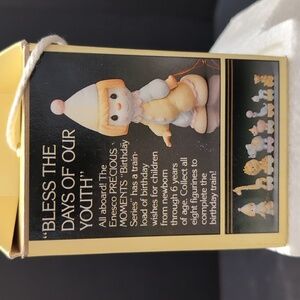 "BLESS THE
DAYS OF OUR
YOUTH"
All aboard! The
Enesco PRECIOUS
MOMENTS "Birthday
Series" has a train-
load of birthday
wishes for children
from newborn
through 6 years
of age. Collect all
eight figurines to
complete the
birthday train!